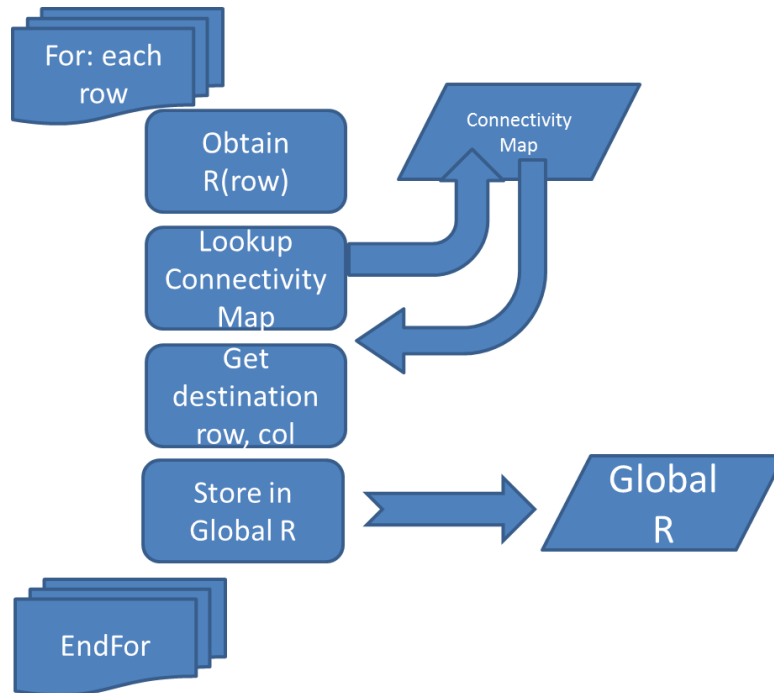 For: each
row
Obtain
R(row)
Connectivity
Map
Lookup
Connectivity
Map
Get
destination
row, col
Store in
Global R
Global
R
EndFor